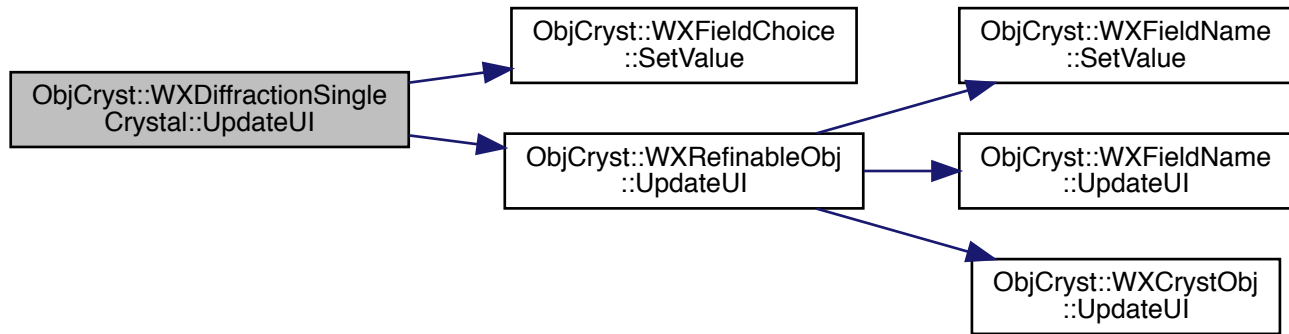 ObjCryst::WXDiffractionSingle
Crystal::UpdateUI
ObjCryst::WXFieldChoice
::SetValue
ObjCryst::WXRefinableObj
::UpdateUI
ObjCryst::WXFieldName
::SetValue
ObjCryst::WXFieldName
::UpdateUI
ObjCryst::WXCrystObj
::UpdateUI